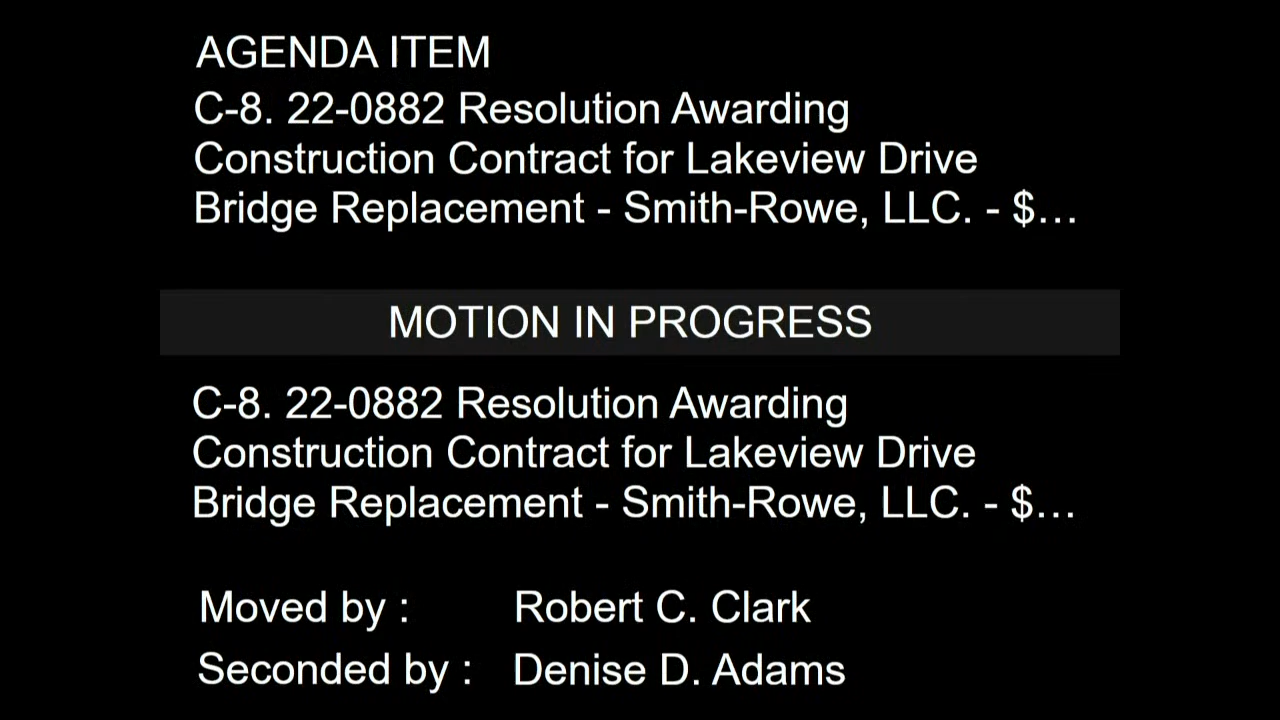 AGENDA ITEM
C-8. 22-0882 Resolution Awarding
Construction Contract for Lakeview Drive
Bridge Replacement - Smith-Rowe, LLC. - $…
MOTION IN PROGRESS
C-8. 22-0882 Resolution Awarding
Construction Contract for Lakeview Drive
Bridge Replacement - Smith-Rowe, LLC. - $…
Moved by : Robert C. Clark
Seconded by : Denise D. Adams